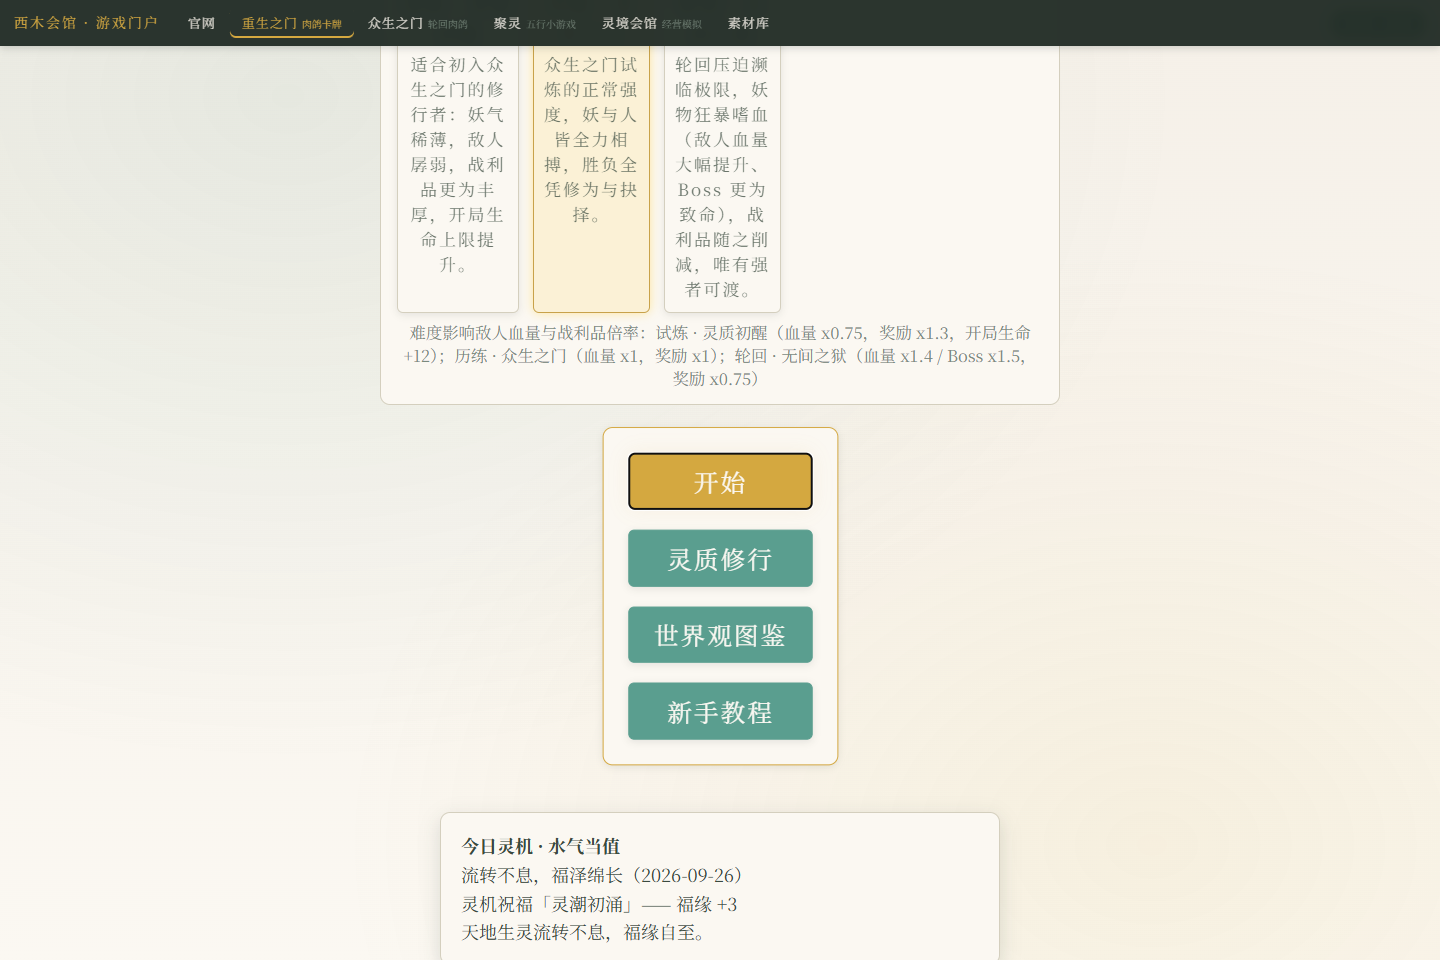 西木会馆 · 游戏门户 官网 重生之门 肉鸽卡牌 众生之门 轮回肉鸽 聚灵 五行小游戏 灵境会馆 经营模拟 素材库
适合初入众
生之门的修
行者：妖气
稀薄，敌人
孱弱，战利
品更为丰
厚，开局生
命上限提
升。
众生之门试
炼的正常强
度，妖与人
皆全力相
搏，胜负全
凭修为与抉
择。
轮回压迫濒
临极限，妖
物狂暴嗜血
（敌人血量
大幅提升、
Boss 更为
致命），战
利品随之削
减，唯有强
者可渡。
难度影响敌人血量与战利品倍率：试炼 · 灵质初醒（血量 x0.75，奖励 x1.3，开局生命
+12）；历练 · 众生之门（血量 x1，奖励 x1）；轮回 · 无间之狱（血量 x1.4 / Boss x1.5，
奖励 x0.75）
开始
灵质修行
世界观图鉴
新手教程
今日灵机 · 水气当值
流转不息，福泽绵长（2026-09-26）
灵机祝福「灵潮初涌」—— 福缘 +3
天地生灵流转不息，福缘自至。